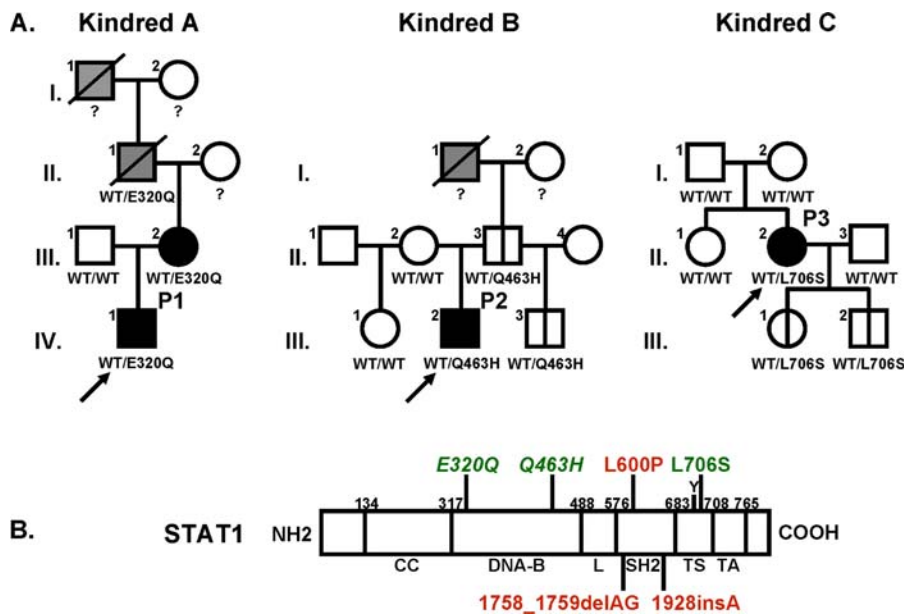 A. Kindred A Kindred B Kindred C
I. 1 2
? ?
II. 1 2 I. 1 2 I. 1 2
WT/E320Q ? ? ? WT/WT WT/WT
P3
III. 1 2 II. 1 2 3 4 II. 1 2 3
WT/WT WT/E320Q WT/WT WT/Q463H WT/WT WT/L706S WT/WT
P1 P2
IV. 1 III. 1 2 3 III. 1 2
WT/E320Q WT/WT WT/Q463H WT/Q463H WT/L706S WT/L706S
E320Q Q463H L600P L706S
Y
134 317 488 576 683 708 765
B. STAT1 NH2 COOH
CC DNA-B L SH2 TS TA
1758_1759delAG 1928insA